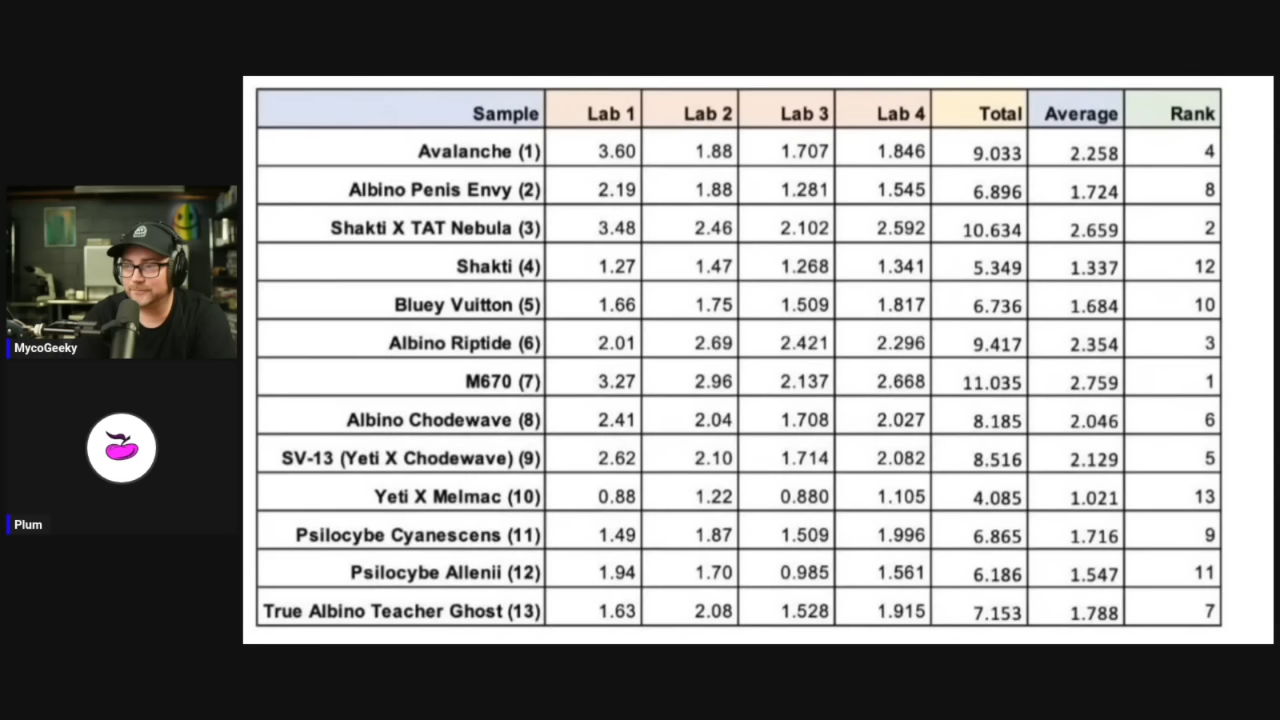 Sample Lab 1 Lab 2 Lab 3 Lab 4 Total Average Rank
Avalanche (1) 3.60 1.88 1.707 1.846 9.033 2.258 4
Albino Penis Envy (2) 2.19 1.88 1.281 1.545 6.896 1.724 8
Shakti X TAT Nebula (3) 3.48 2.46 2.102 2.592 10.634 2.659 2
Shakti (4) 1.27 1.47 1.268 1.341 5.349 1.337 12
Bluey Vuitton (5) 1.66 1.75 1.509 1.817 6.736 1.684 10
Albino Riptide (6) 2.01 2.69 2.421 2.296 9.417 2.354 3
M670 (7) 3.27 2.96 2.137 2.668 11.035 2.759 1
Albino Chodewave (8) 2.41 2.04 1.708 2.027 8.185 2.046 6
SV-13 (Yeti X Chodewave) (9) 2.62 2.10 1.714 2.082 8.516 2.129 5
Yeti X Melmac (10) 0.88 1.22 0.880 1.105 4.085 1.021 13
Psilocybe Cyanescens (11) 1.49 1.87 1.509 1.996 6.865 1.716 9
Psilocybe Allenii (12) 1.94 1.70 0.985 1.561 6.186 1.547 11
True Albino Teacher Ghost (13) 1.63 2.08 1.528 1.915 7.153 1.788 7
MycoGeeky
Plum